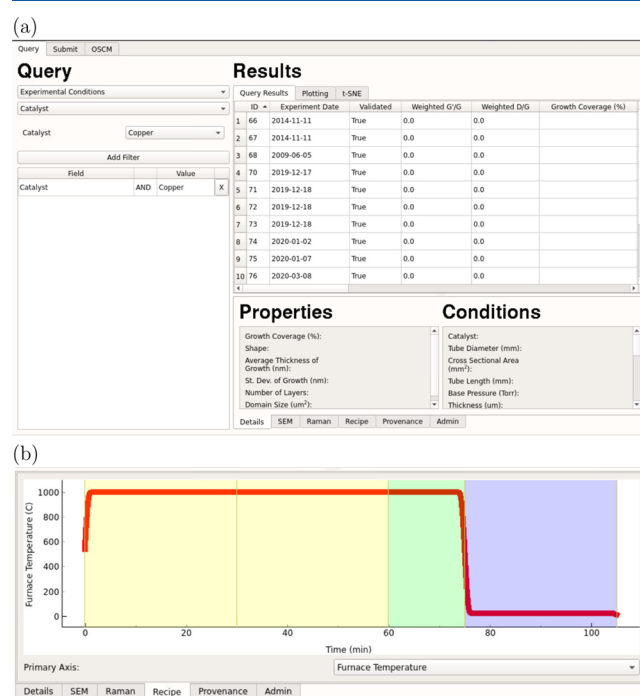 (a)
Query Submit OSCM
Query
Results
Experimental Conditions
Catalyst
Catalyst Copper
Add Filter
Field Value
Catalyst AND Copper X
Query Results Plotting t-SNE
ID Experiment Date Validated Weighted G'/G Weighted D/G Growth Coverage (%)
1 66 2014-11-11 True 0.0 0.0
2 67 2014-11-11 True 0.0 0.0
3 68 2009-06-05 True 0.0 0.0
4 70 2019-12-17 True 0.0 0.0
5 71 2019-12-18 True 0.0 0.0
6 72 2019-12-18 True 0.0 0.0
7 73 2019-12-18 True 0.0 0.0
8 74 2020-01-02 True 0.0 0.0
9 75 2020-01-07 True 0.0 0.0
10 76 2020-03-08 True 0.0 0.0
Properties
Growth Coverage (%):
Shape:
Average Thickness of
Growth (nm):
St. Dev. of Growth (nm):
Number of Layers:
Domain Size (um²):
Conditions
Catalyst:
Tube Diameter (mm):
Cross Sectional Area
(mm²):
Tube Length (mm):
Base Pressure (Torr):
Thickness (um):
Details SEM Raman Recipe Provenance Admin
(b)
Furnace Temperature (C)
1000
800
600
400
200
0
0 20 40 60 80 100
Time (min)
Primary Axis: Furnace Temperature
Details SEM Raman Recipe Provenance Admin